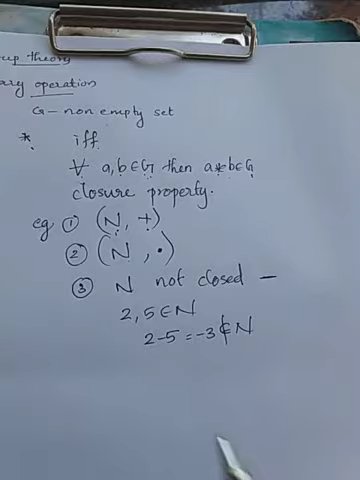 up theory
ary operation
G - non empty set
* iff
∀ a, b ∈ G then a * b ∈ G
closure property.
eg ① (N, +)
② (N, •)
③ N not closed —
2, 5 ∈ N
2-5 = -3 ∉ N